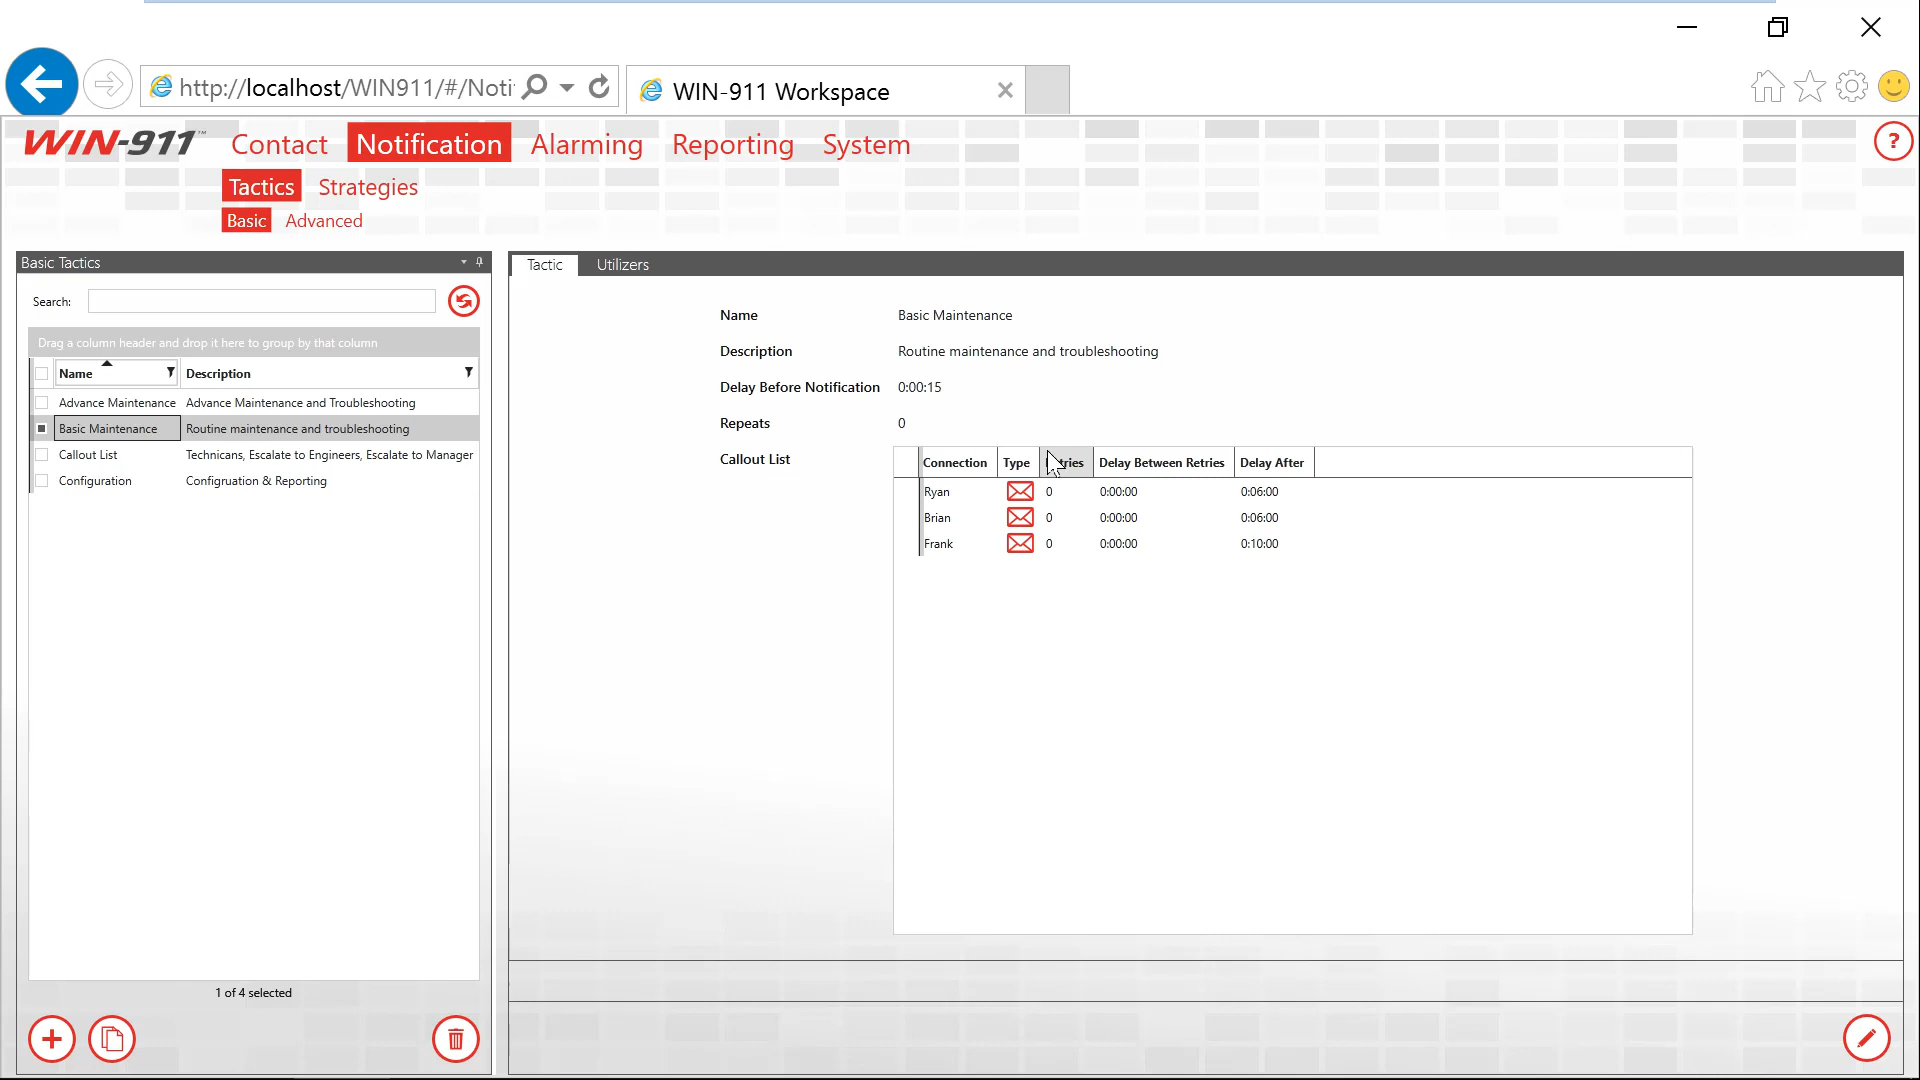 http://localhost/WIN911/#/Noti
WIN-911 Workspace
WIN-911™ Contact Notification Alarming Reporting System ?
Tactics Strategies
Basic Advanced
Basic Tactics
Tactic Utilizers
Search:
Drag a column header and drop it here to group by that column
Name Description
Advance Maintenance Advance Maintenance and Troubleshooting
Basic Maintenance Routine maintenance and troubleshooting
Callout List Technicans, Escalate to Engineers, Escalate to Manager
Configuration Configruation & Reporting
1 of 4 selected
Name Basic Maintenance
Description Routine maintenance and troubleshooting
Delay Before Notification 0:00:15
Repeats 0
Callout List
Connection Type Retries Delay Between Retries Delay After
Ryan 0 0:00:00 0:06:00
Brian 0 0:00:00 0:06:00
Frank 0 0:00:00 0:10:00